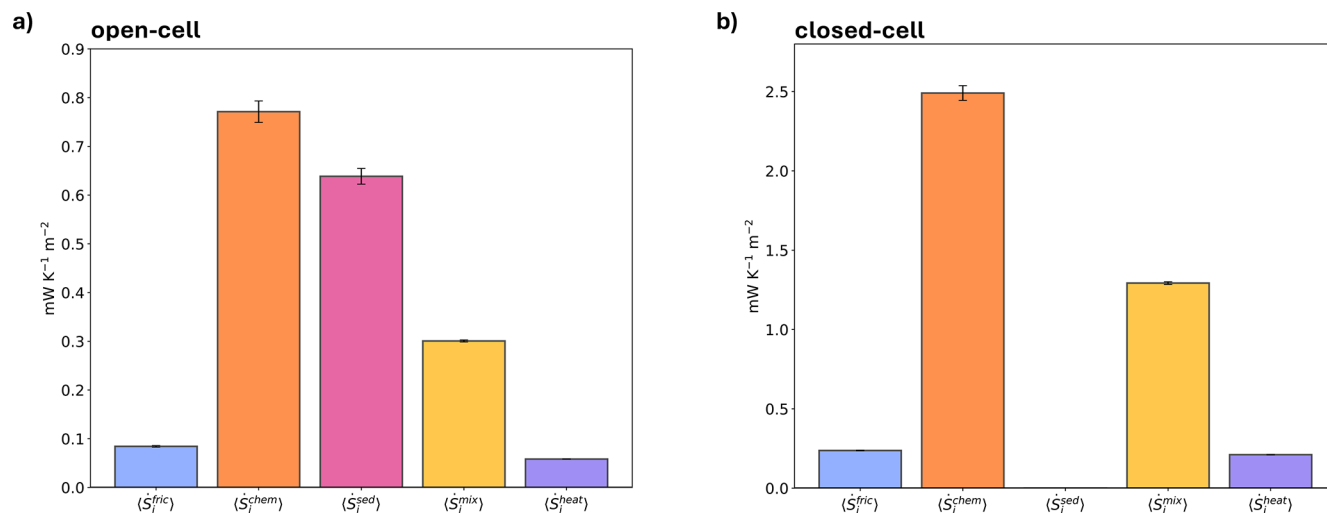 a)
open-cell
0.9
0.8
0.7
0.6
0.5
0.4
0.3
0.2
0.1
0.0
mW K⁻¹ m⁻²
⟨Ṡᵢᶠʳⁱᶜ⟩ ⟨Ṡᵢᶜʰᵉᵐ⟩ ⟨Ṡᵢˢᵉᵈ⟩ ⟨Ṡᵢᵐⁱˣ⟩ ⟨Ṡᵢʰᵉᵃᵗ⟩
b)
closed-cell
2.5
2.0
1.5
1.0
0.5
0.0
mW K⁻¹ m⁻²
⟨Ṡᵢᶠʳⁱᶜ⟩ ⟨Ṡᵢᶜʰᵉᵐ⟩ ⟨Ṡᵢˢᵉᵈ⟩ ⟨Ṡᵢᵐⁱˣ⟩ ⟨Ṡᵢʰᵉᵃᵗ⟩